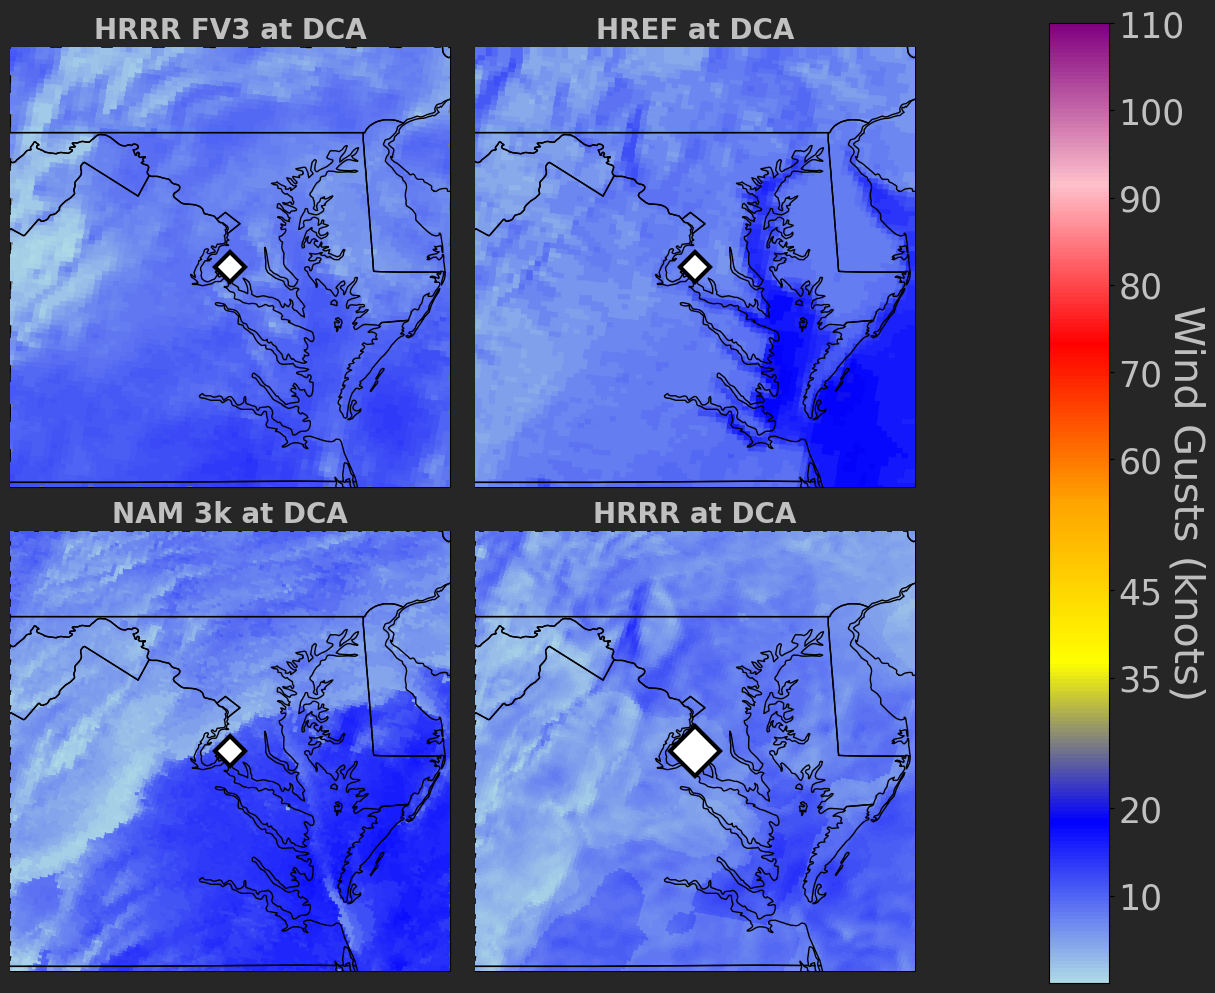 HRRR FV3 at DCA
HREF at DCA
NAM 3k at DCA
HRRR at DCA
110
100
90
80
70
60
45
35
20
10
Wind Gusts (knots)